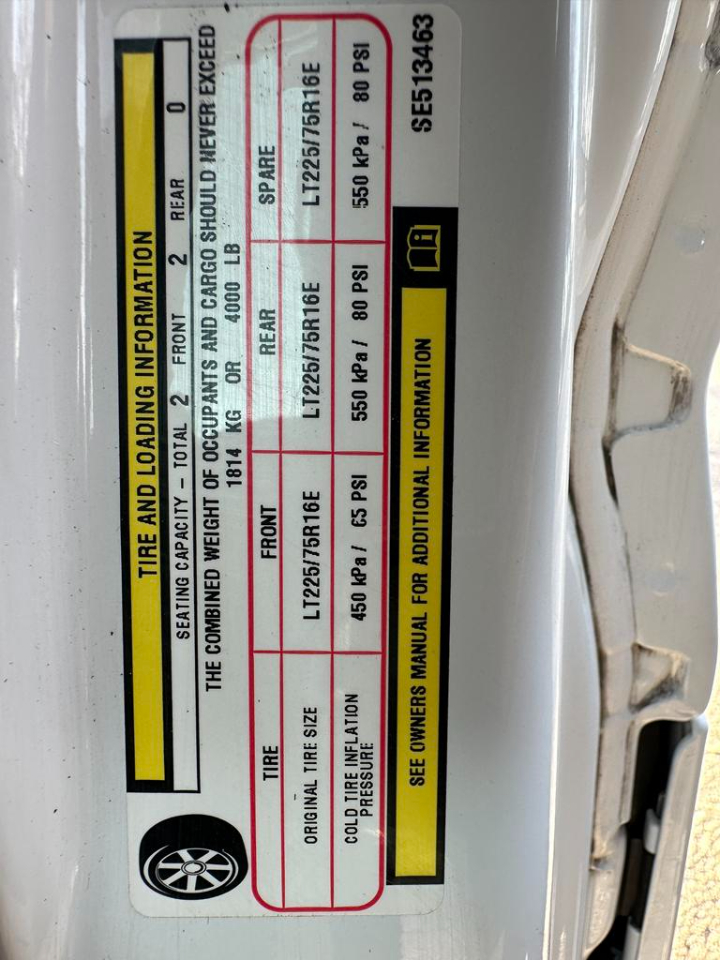 TIRE AND LOADING INFORMATION
SEATING CAPACITY – TOTAL 2 FRONT 2 REAR 0
THE COMBINED WEIGHT OF OCCUPANTS AND CARGO SHOULD NEVER EXCEED
1814 KG OR 4000 LB
TIRE FRONT REAR SPARE
ORIGINAL TIRE SIZE LT225/75R16E LT225/75R16E LT225/75R16E
COLD TIRE INFLATION
PRESSURE 450 kPa / 65 PSI 550 kPa / 80 PSI 550 kPa / 80 PSI
SEE OWNERS MANUAL FOR ADDITIONAL INFORMATION
SE513463